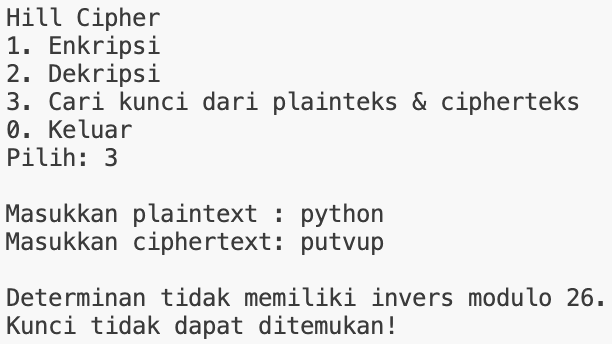 Hill Cipher
1. Enkripsi
2. Dekripsi
3. Cari kunci dari plainteks & cipherteks
0. Keluar
Pilih: 3
Masukkan plaintext : python
Masukkan ciphertext: putvup
Determinan tidak memiliki invers modulo 26.
Kunci tidak dapat ditemukan!